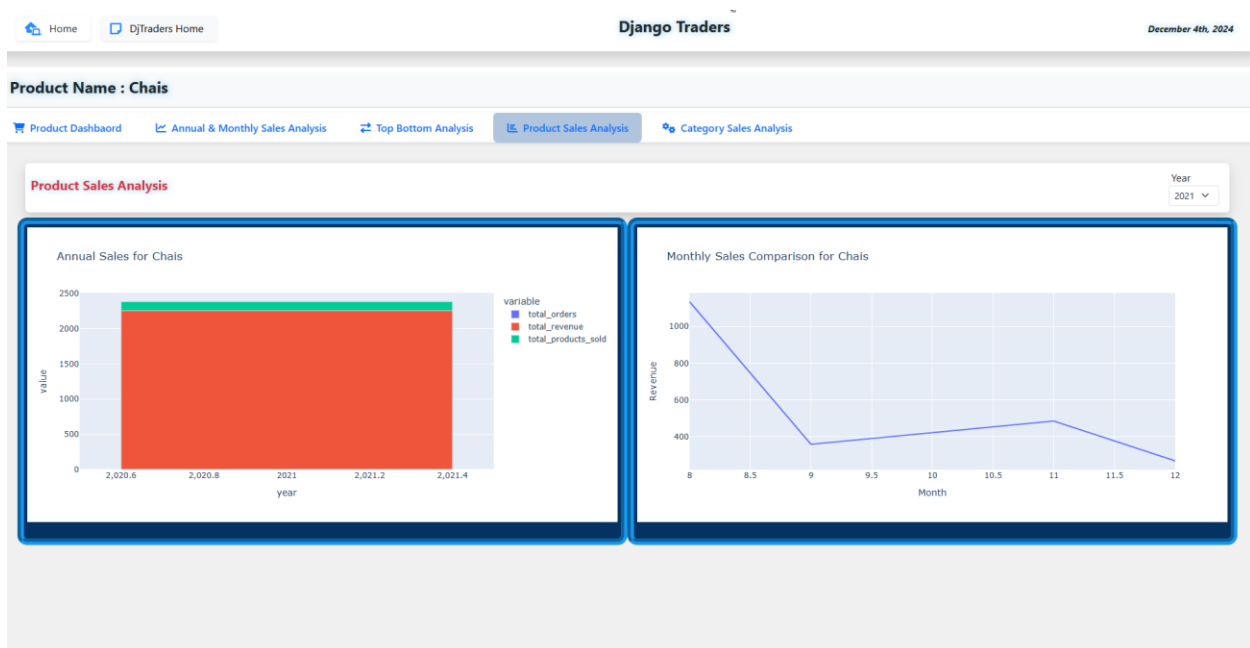 Home DjTraders Home Django Traders December 4th, 2024
Product Name : Chais
Product Dashbaord Annual & Monthly Sales Analysis Top Bottom Analysis Product Sales Analysis Category Sales Analysis
Product Sales Analysis
Year
2021
Annual Sales for Chais
2500
2000
1500
1000
500
0
value
2,020.6 2,020.8 2021 2,021.2 2,021.4
year
variable
total_orders
total_revenue
total_products_sold
Monthly Sales Comparison for Chais
1000
800
600
400
Revenue
8 8.5 9 9.5 10 10.5 11 11.5 12
Month